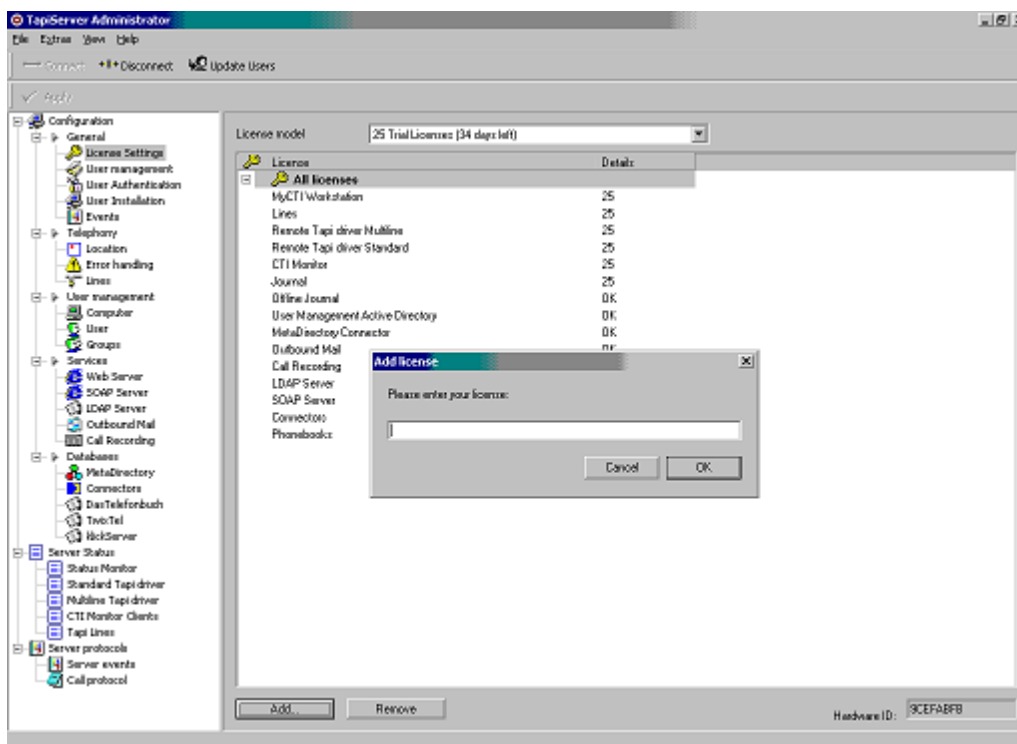 TapiServer Administrator
File Extras View Help
Connect Disconnect Update Users
Apply
Configuration
General
License Settings
User management
User Authentication
User Installation
Events
Telephony
Location
Error handling
Lines
User management
Computer
User
Groups
Services
Web Server
SOAP Server
LDAP Server
Outbound Mail
Call Recording
Databases
MetaDirectory
Connectors
DasTelefonbuch
TwixTel
KlickServer
Server Status
Status Monitor
Standard Tapi driver
Multiline Tapi driver
CTI Monitor Clients
Tapi Lines
Server protocols
Server events
Call protocol
License model 25 Trial Licenses (34 days left)
License Details
All licenses
MyCTI Workstation 25
Lines 25
Remote Tapi driver Multiline 25
Remote Tapi driver Standard 25
CTI Monitor 25
Journal 25
Offline Journal OK
User Management Active Directory OK
MetaDirectory Connector OK
Outbound Mail OK
Call Recording
LDAP Server
SOAP Server
Connectors
Phonebooks
Add license
Please enter your license:
Cancel OK
Add... Remove
Hardware ID: 9CEFABF8